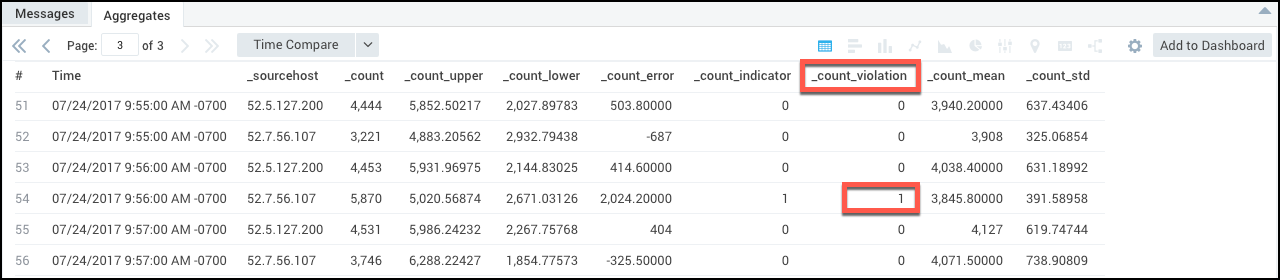 Messages Aggregates
Page: 3 of 3 Time Compare Add to Dashboard
# Time _sourcehost _count _count_upper _count_lower _count_error _count_indicator _count_violation _count_mean _count_std
51 07/24/2017 9:55:00 AM -0700 52.5.127.200 4,444 5,852.50217 2,027.89783 503.80000 0 0 3,940.20000 637.43406
52 07/24/2017 9:55:00 AM -0700 52.7.56.107 3,221 4,883.20562 2,932.79438 -687 0 0 3,908 325.06854
53 07/24/2017 9:56:00 AM -0700 52.5.127.200 4,453 5,931.96975 2,144.83025 414.60000 0 0 4,038.40000 631.18992
54 07/24/2017 9:56:00 AM -0700 52.7.56.107 5,870 5,020.56874 2,671.03126 2,024.20000 1 1 3,845.80000 391.58958
55 07/24/2017 9:57:00 AM -0700 52.5.127.200 4,531 5,986.24232 2,267.75768 404 0 0 4,127 619.74744
56 07/24/2017 9:57:00 AM -0700 52.7.56.107 3,746 6,288.22427 1,854.77573 -325.50000 0 0 4,071.50000 738.90809